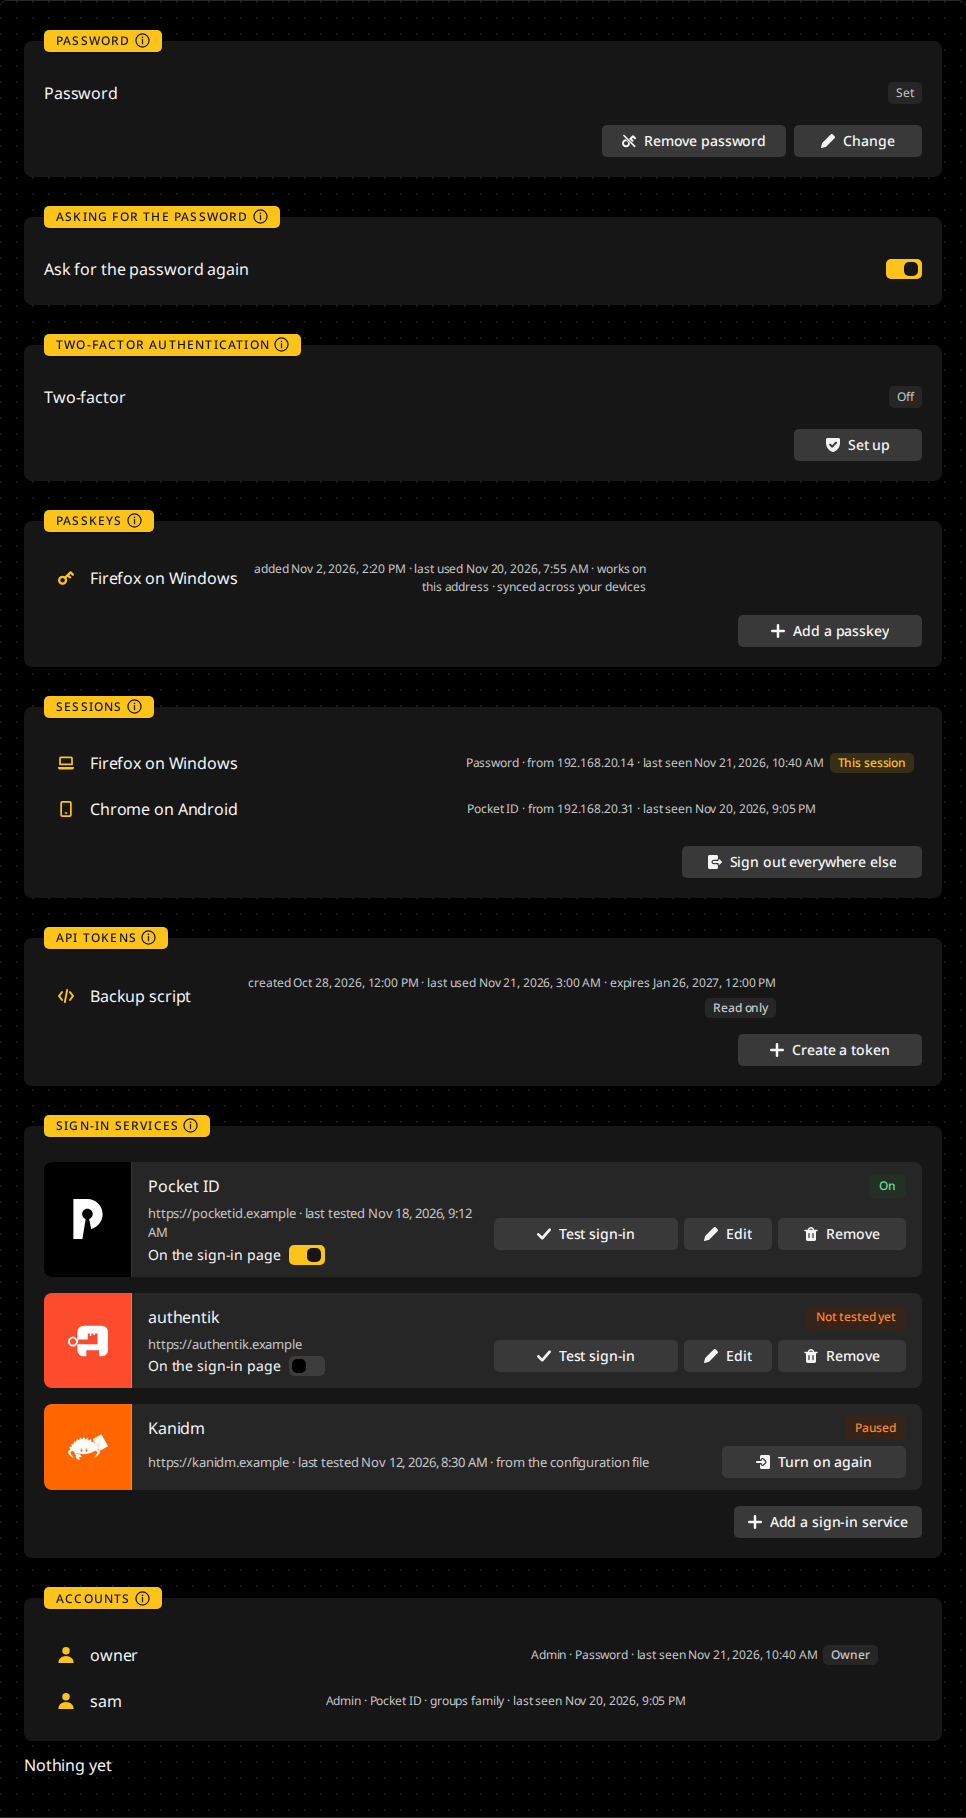 PASSWORD
Password
Set
Remove password
Change
ASKING FOR THE PASSWORD
Ask for the password again
TWO-FACTOR AUTHENTICATION
Two-factor
Off
Set up
PASSKEYS
Firefox on Windows
added Nov 2, 2026, 2:20 PM · last used Nov 20, 2026, 7:55 AM · works on
this address · synced across your devices
Add a passkey
SESSIONS
Firefox on Windows
Password · from 192.168.20.14 · last seen Nov 21, 2026, 10:40 AM
This session
Chrome on Android
Pocket ID · from 192.168.20.31 · last seen Nov 20, 2026, 9:05 PM
Sign out everywhere else
API TOKENS
Backup script
created Oct 28, 2026, 12:00 PM · last used Nov 21, 2026, 3:00 AM · expires Jan 26, 2027, 12:00 PM
Read only
Create a token
SIGN-IN SERVICES
Pocket ID
On
https://pocketid.example · last tested Nov 18, 2026, 9:12
AM
On the sign-in page
Test sign-in
Edit
Remove
authentik
Not tested yet
https://authentik.example
On the sign-in page
Test sign-in
Edit
Remove
Kanidm
Paused
https://kanidm.example · last tested Nov 12, 2026, 8:30 AM · from the configuration file
Turn on again
Add a sign-in service
ACCOUNTS
owner
Admin · Password · last seen Nov 21, 2026, 10:40 AM
Owner
sam
Admin · Pocket ID · groups family · last seen Nov 20, 2026, 9:05 PM
Nothing yet